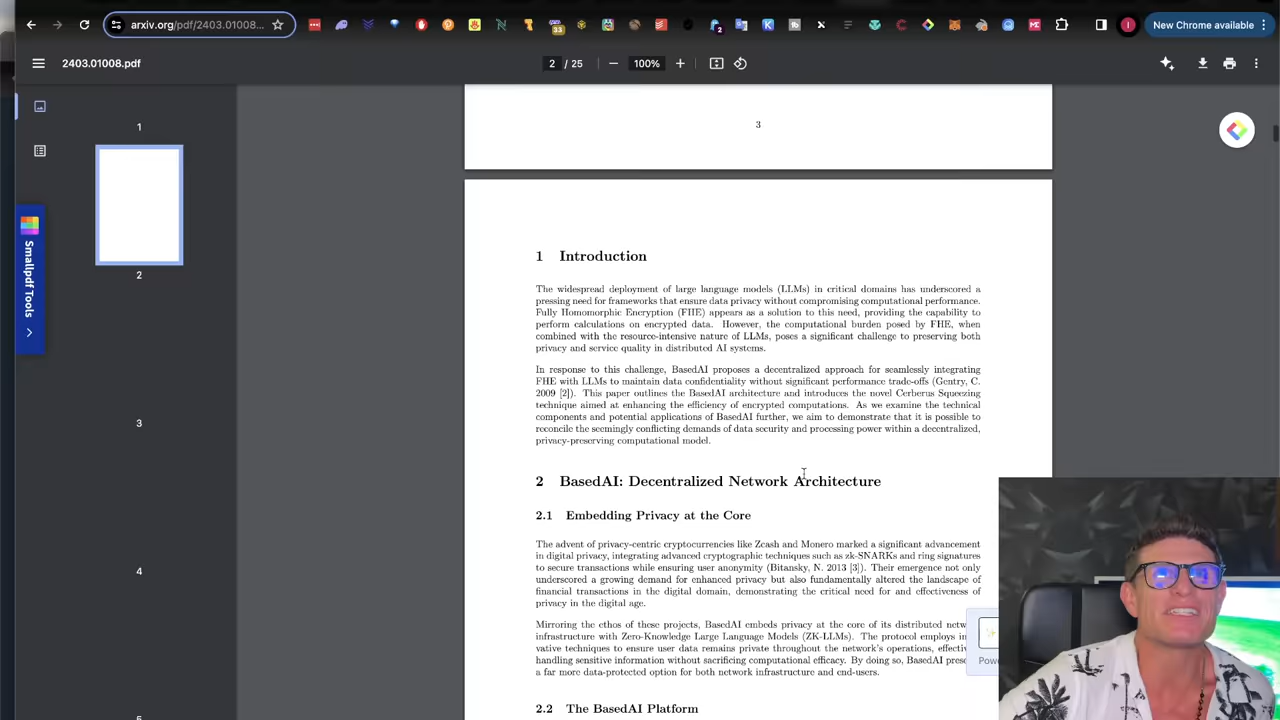 arxiv.org/pdf/2403.01008...
33
2
New Chrome available
2403.01008.pdf
2 / 25
100%
1
2
3
4
5
Smallpdf Tools
3
1 Introduction
The widespread deployment of large language models (LLMs) in critical domains has underscored a
pressing need for frameworks that ensure data privacy without compromising computational performance.
Fully Homomorphic Encryption (FHE) appears as a solution to this need, providing the capability to
perform calculations on encrypted data. However, the computational burden posed by FHE, when
combined with the resource-intensive nature of LLMs, poses a significant challenge to preserving both
privacy and service quality in distributed AI systems.
In response to this challenge, BasedAI proposes a decentralized approach for seamlessly integrating
FHE with LLMs to maintain data confidentiality without significant performance trade-offs (Gentry, C.
2009 [2]). This paper outlines the BasedAI architecture and introduces the novel Cerberus Squeezing
technique aimed at enhancing the efficiency of encrypted computations. As we examine the technical
components and potential applications of BasedAI further, we aim to demonstrate that it is possible to
reconcile the seemingly conflicting demands of data security and processing power within a decentralized,
privacy-preserving computational model.
2 BasedAI: Decentralized Network Architecture
2.1 Embedding Privacy at the Core
The advent of privacy-centric cryptocurrencies like Zcash and Monero marked a significant advancement
in digital privacy, integrating advanced cryptographic techniques such as zk-SNARKs and ring signatures
to secure transactions while ensuring user anonymity (Bitansky, N. 2013 [3]). Their emergence not only
underscored a growing demand for enhanced privacy but also fundamentally altered the landscape of
financial transactions in the digital domain, demonstrating the critical need for and effectiveness of
privacy in the digital age.
Mirroring the ethos of these projects, BasedAI embeds privacy at the core of its distributed netw
infrastructure with Zero-Knowledge Large Language Models (ZK-LLMs). The protocol employs in
vative techniques to ensure user data remains private throughout the network's operations, effectiv
handling sensitive information without sacrificing computational efficacy. By doing so, BasedAI prese
a far more data-protected option for both network infrastructure and end-users.
Pow
2.2 The BasedAI Platform